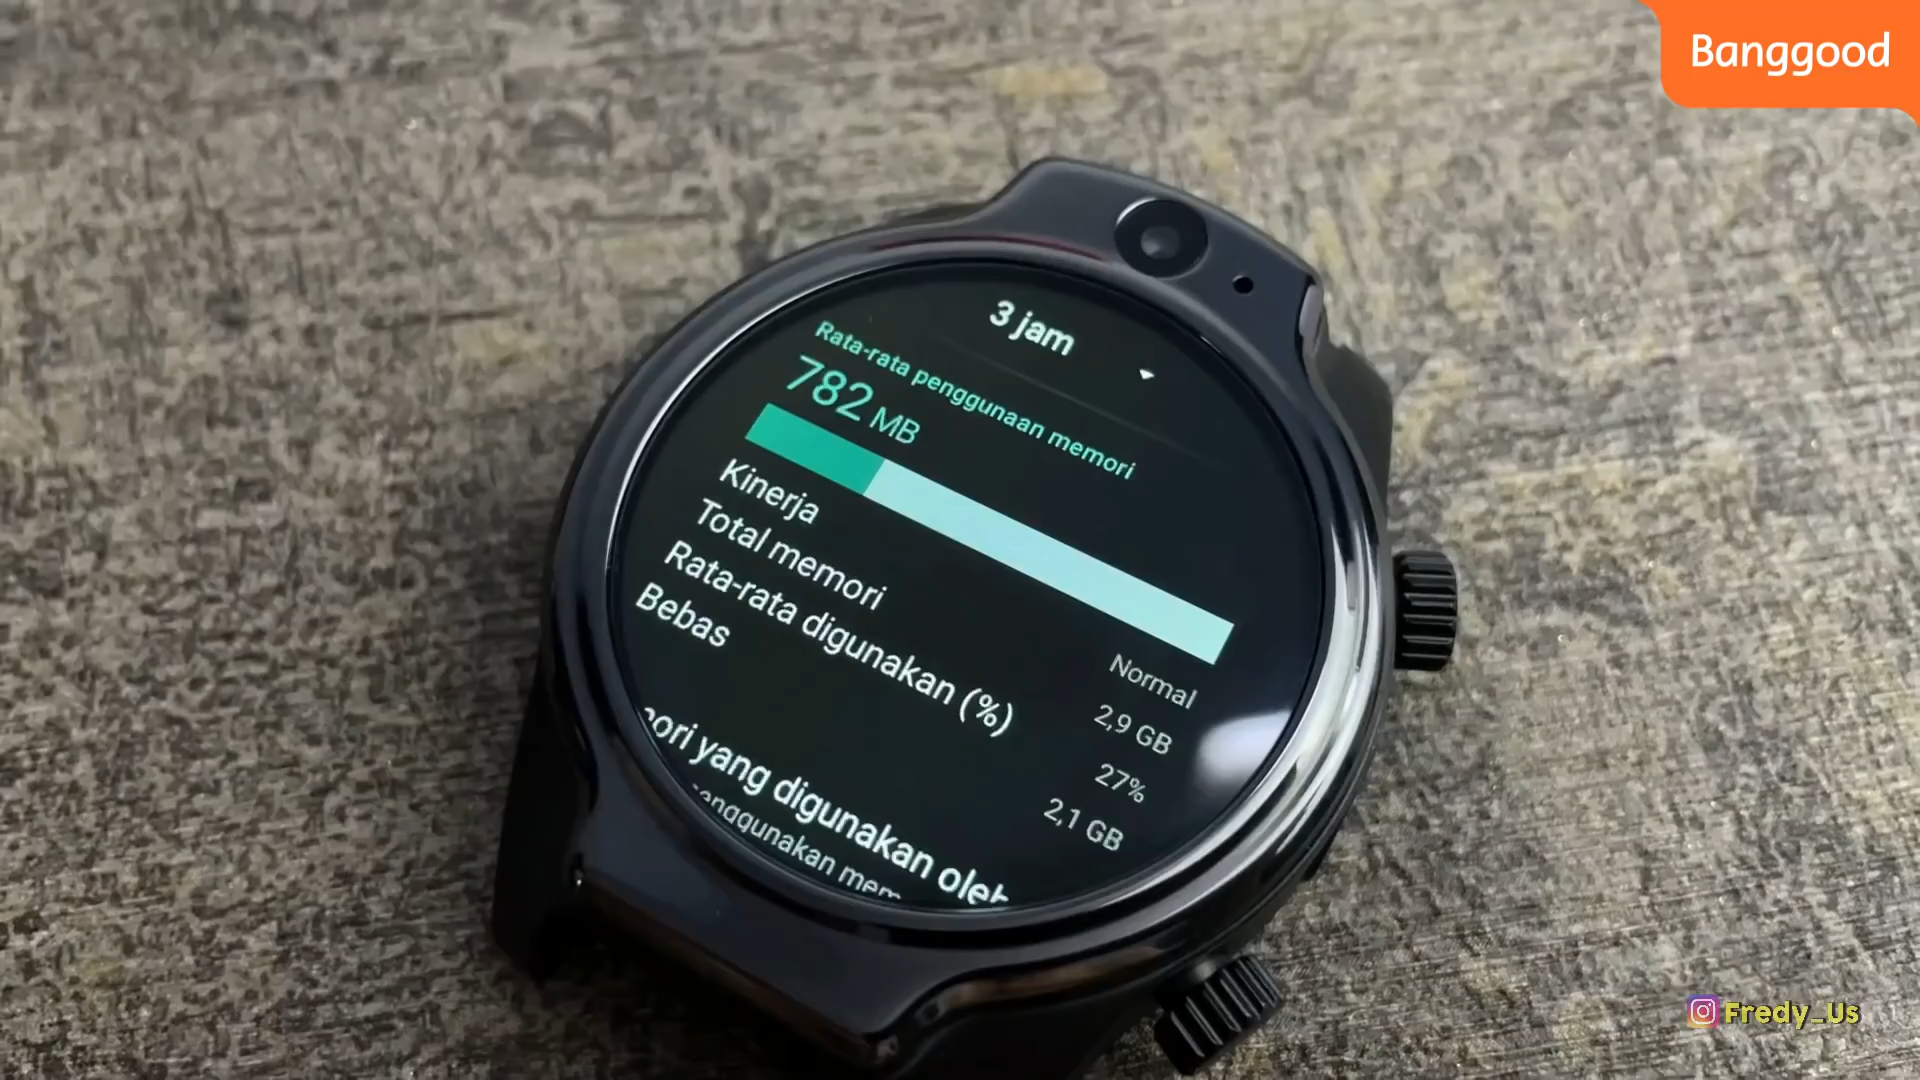 Banggood
3 jam
Rata-rata penggunaan memori
782 MB
Kinerja Normal
Total memori 2,9 GB
Rata-rata digunakan (%) 27%
Bebas 2,1 GB
yang digunakan oleh
Fredy_Us